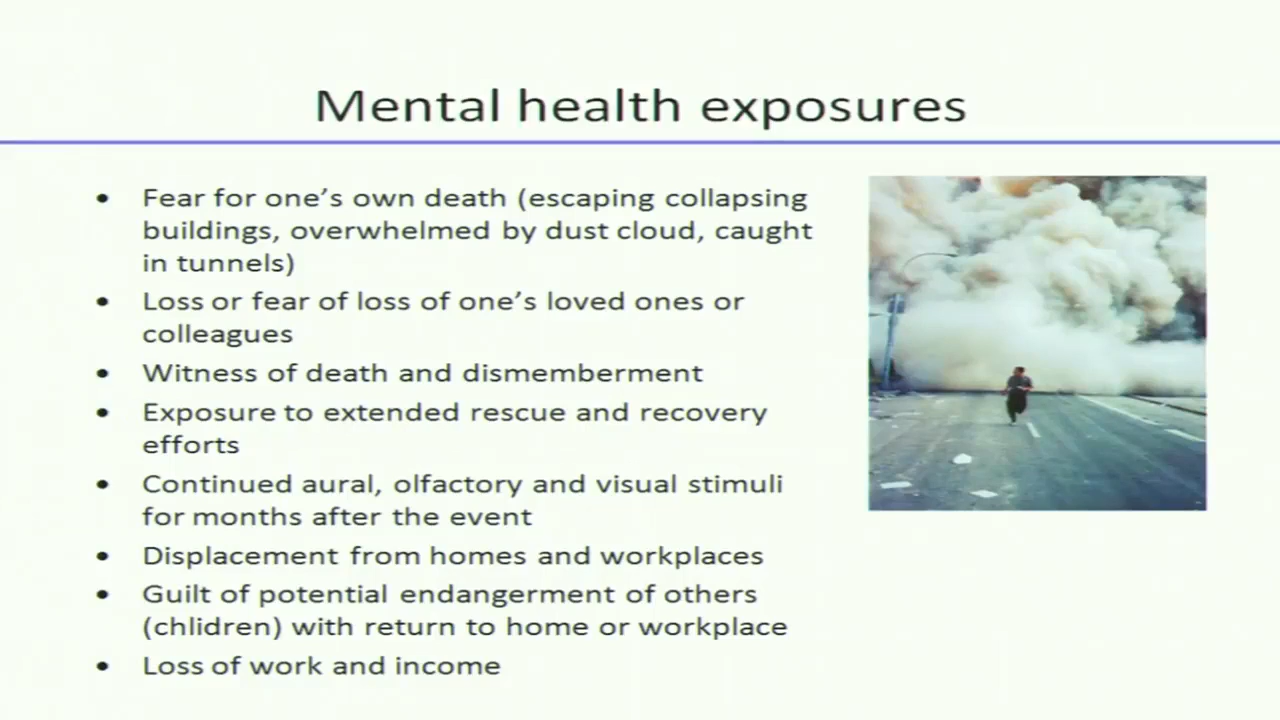 Mental health exposures
• Fear for one’s own death (escaping collapsing
buildings, overwhelmed by dust cloud, caught
in tunnels)
• Loss or fear of loss of one’s loved ones or
colleagues
• Witness of death and dismemberment
• Exposure to extended rescue and recovery
efforts
• Continued aural, olfactory and visual stimuli
for months after the event
• Displacement from homes and workplaces
• Guilt of potential endangerment of others
(chlidren) with return to home or workplace
• Loss of work and income